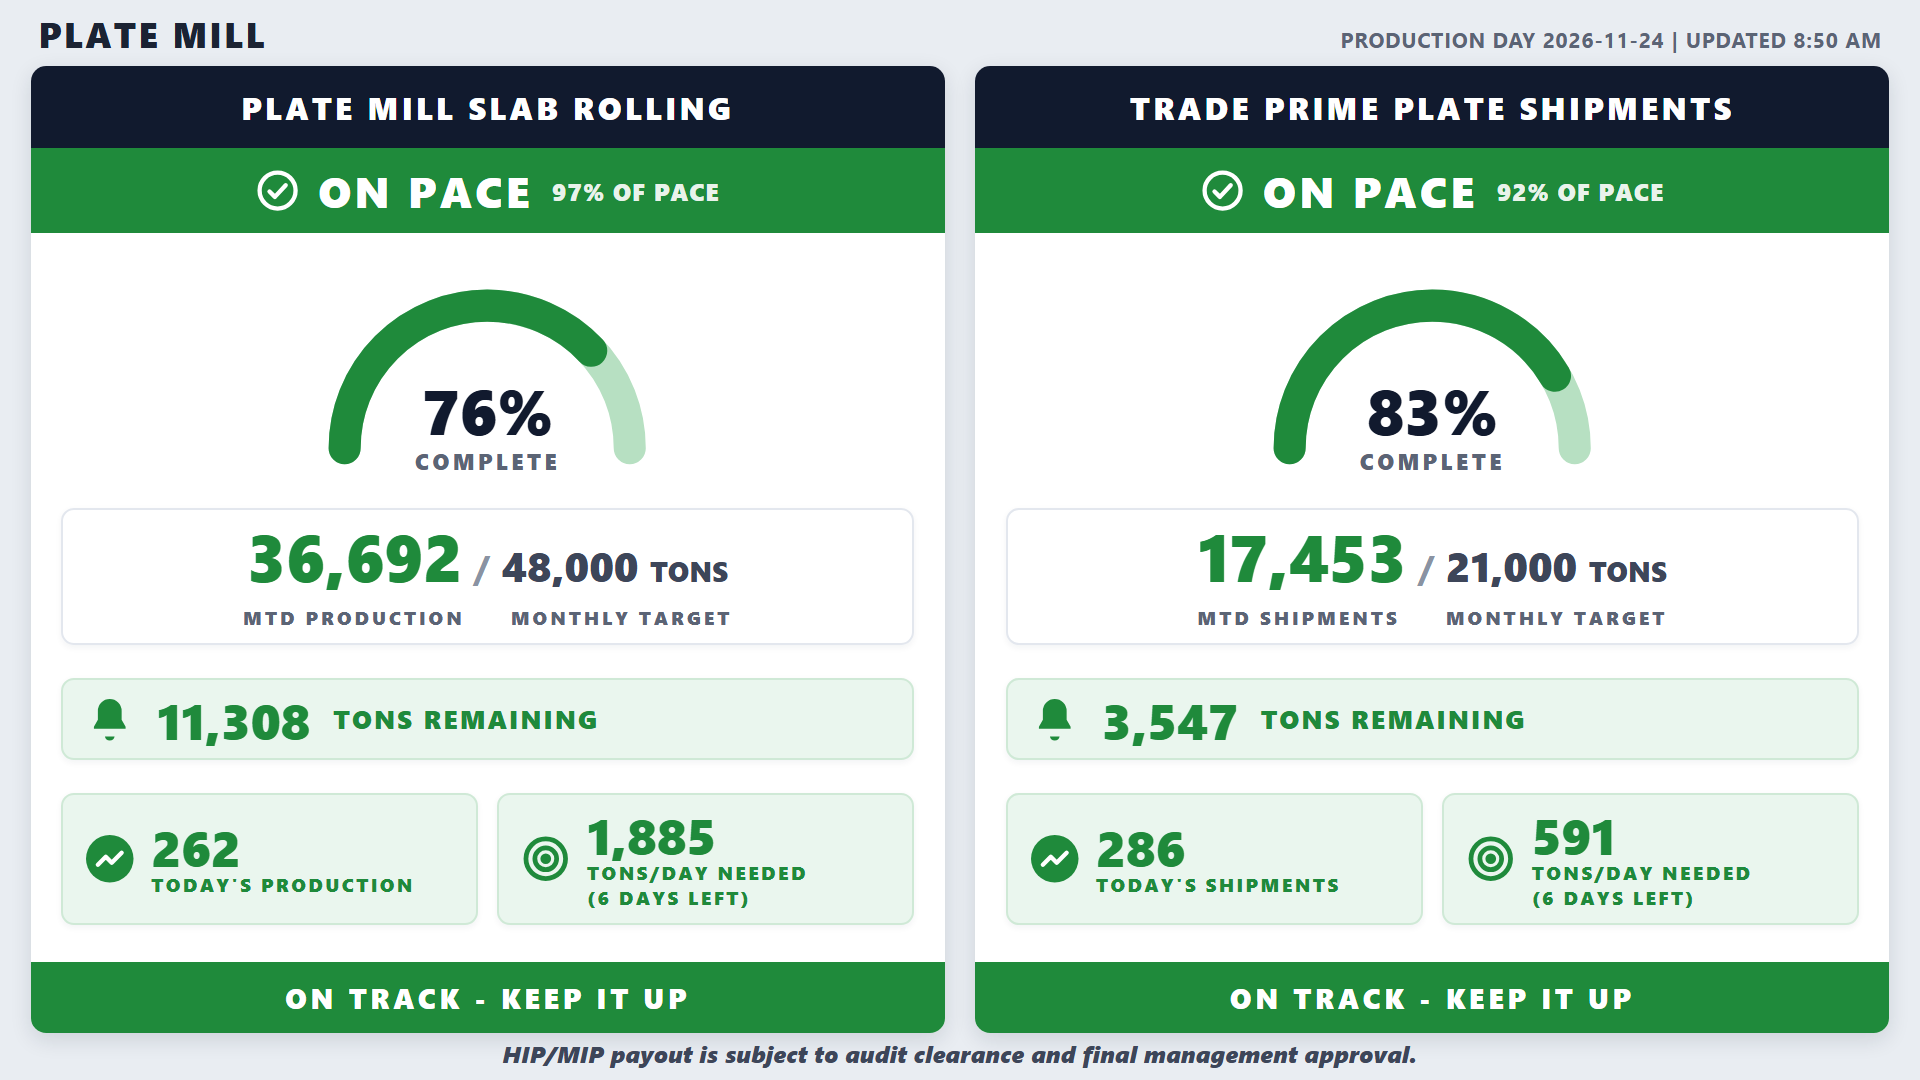 PLATE MILL
PRODUCTION DAY 2026-11-24 | UPDATED 8:50 AM
PLATE MILL SLAB ROLLING
ON PACE 97% OF PACE
76%
COMPLETE
36,692 / 48,000 TONS
MTD PRODUCTION MONTHLY TARGET
11,308 TONS REMAINING
262
TODAY'S PRODUCTION
1,885
TONS/DAY NEEDED
(6 DAYS LEFT)
ON TRACK - KEEP IT UP
TRADE PRIME PLATE SHIPMENTS
ON PACE 92% OF PACE
83%
COMPLETE
17,453 / 21,000 TONS
MTD SHIPMENTS MONTHLY TARGET
3,547 TONS REMAINING
286
TODAY'S SHIPMENTS
591
TONS/DAY NEEDED
(6 DAYS LEFT)
ON TRACK - KEEP IT UP
HIP/MIP payout is subject to audit clearance and final management approval.